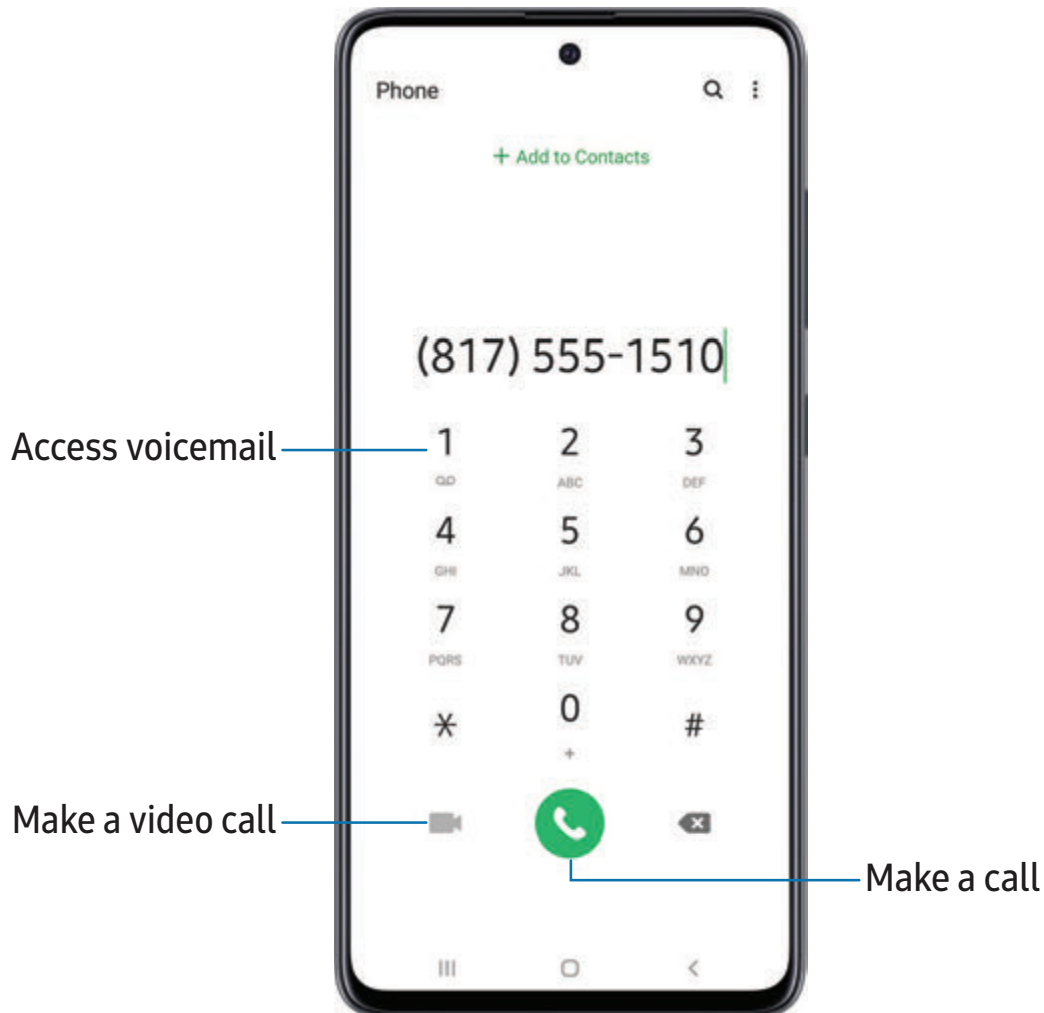 Phone
+ Add to Contacts
(817) 555-1510
Access voicemail
1 2 3
ABC DEF
4 5 6
GHI JKL MNO
7 8 9
PQRS TUV WXYZ
* 0 #
+
Make a video call
Make a call